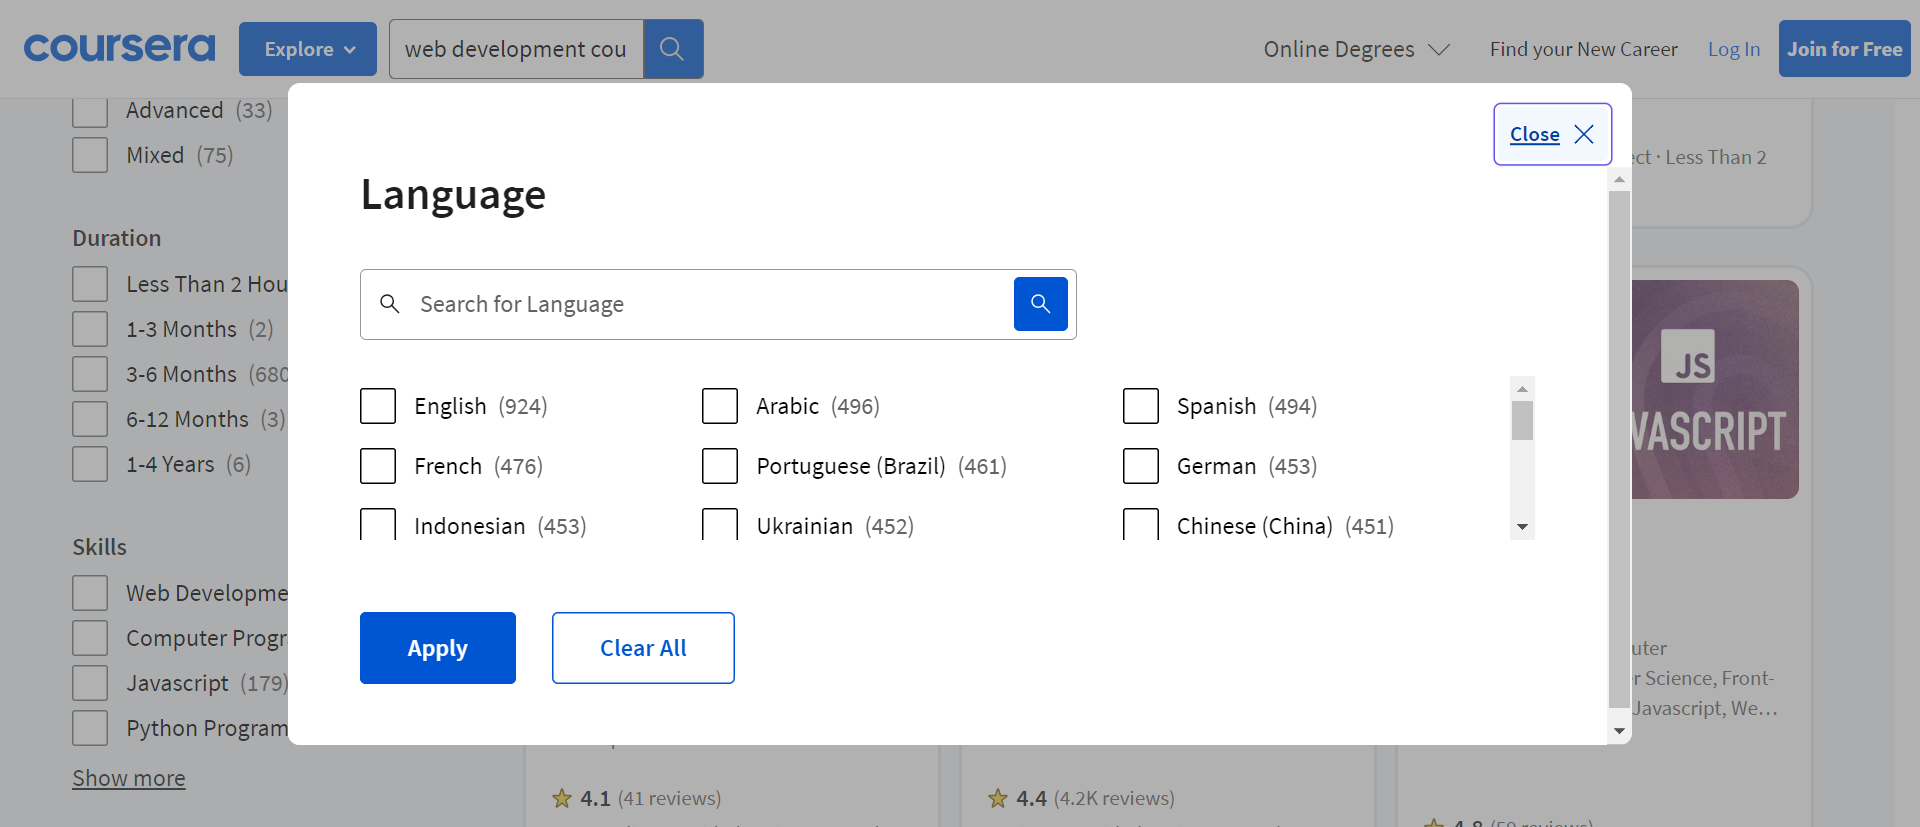 coursera
Explore
web development cou
Online Degrees
Find your New Career
Log In
Join for Free
Advanced (33)
Mixed (75)
Duration
Less Than 2 Hou
1-3 Months (2)
3-6 Months (680
6-12 Months (3)
1-4 Years (6)
Skills
Web Developme
Computer Progr
Javascript (179)
Python Program
Show more
Close
Language
Search for Language
English (924)
Arabic (496)
Spanish (494)
French (476)
Portuguese (Brazil) (461)
German (453)
Indonesian (453)
Ukrainian (452)
Chinese (China) (451)
Apply
Clear All
ect · Less Than 2
JS
VASCRIPT
uter
r Science, Front-
Javascript, We...
4.1 (41 reviews)
4.4 (4.2K reviews)